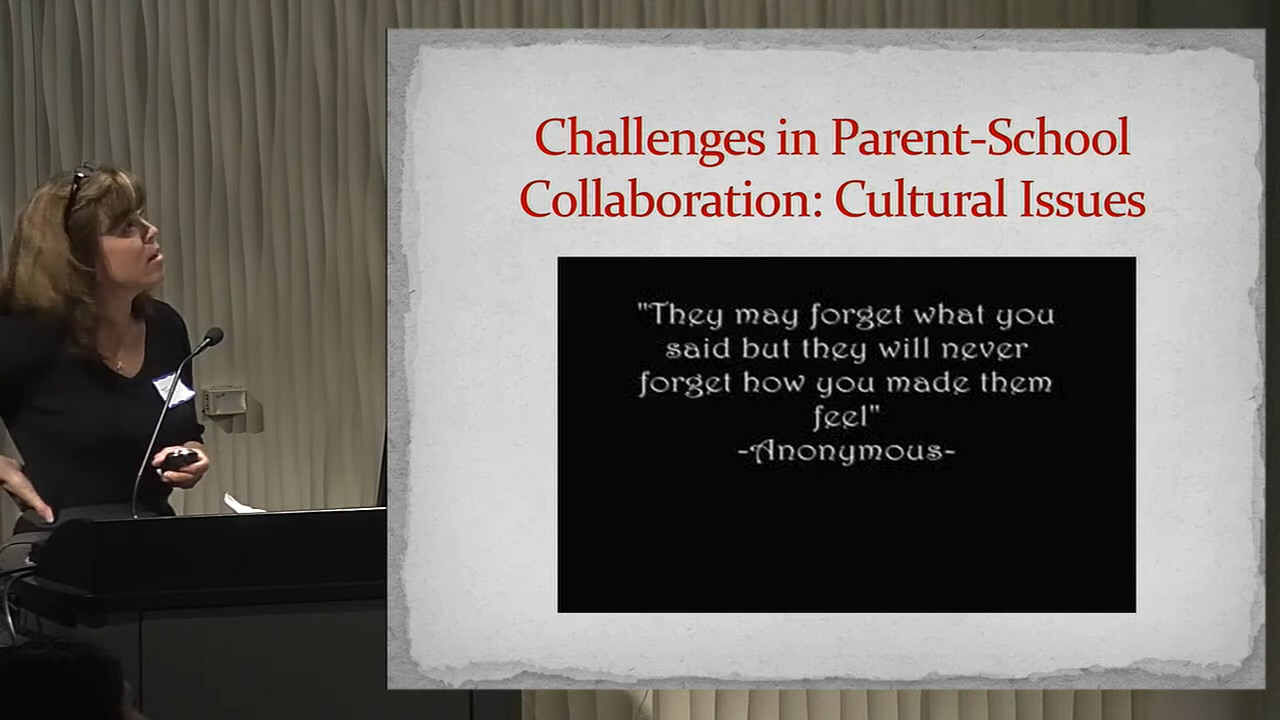 Challenges in Parent-School
Collaboration: Cultural Issues
"They may forget what you
said but they will never
forget how you made them
feel"
-Anonymous-